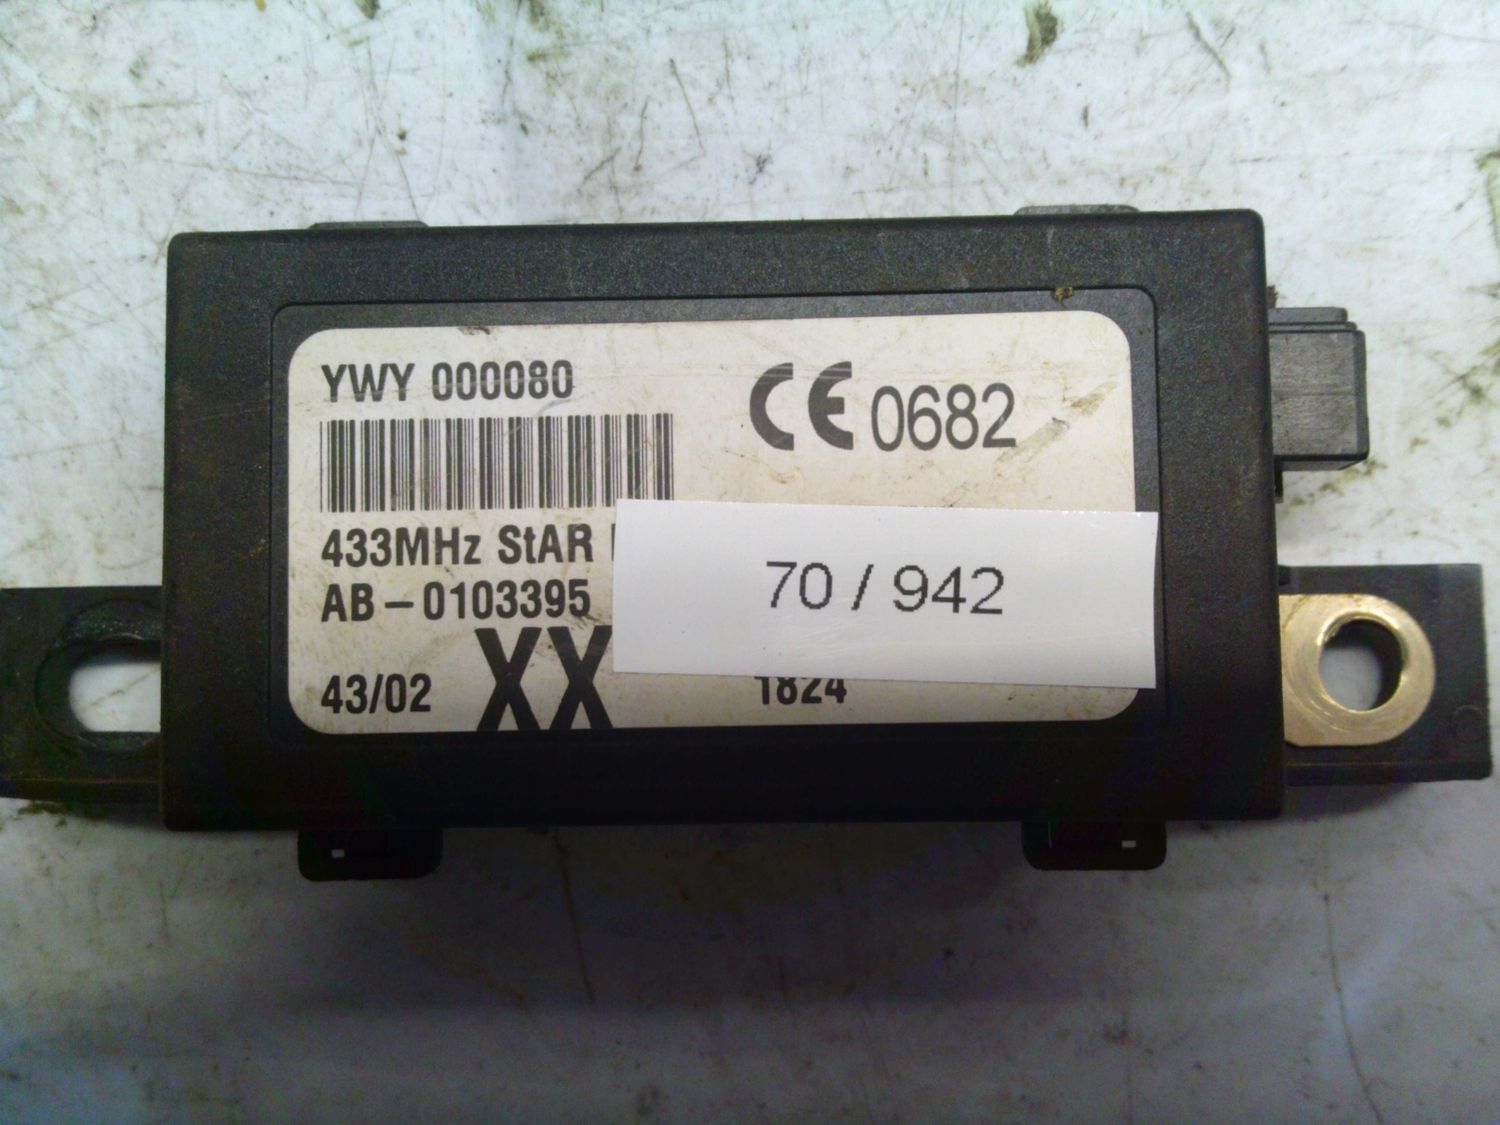 YWY 000080
CE 0682
433MHz StAR
AB-0103395
70 / 942
43/02 XX 1824